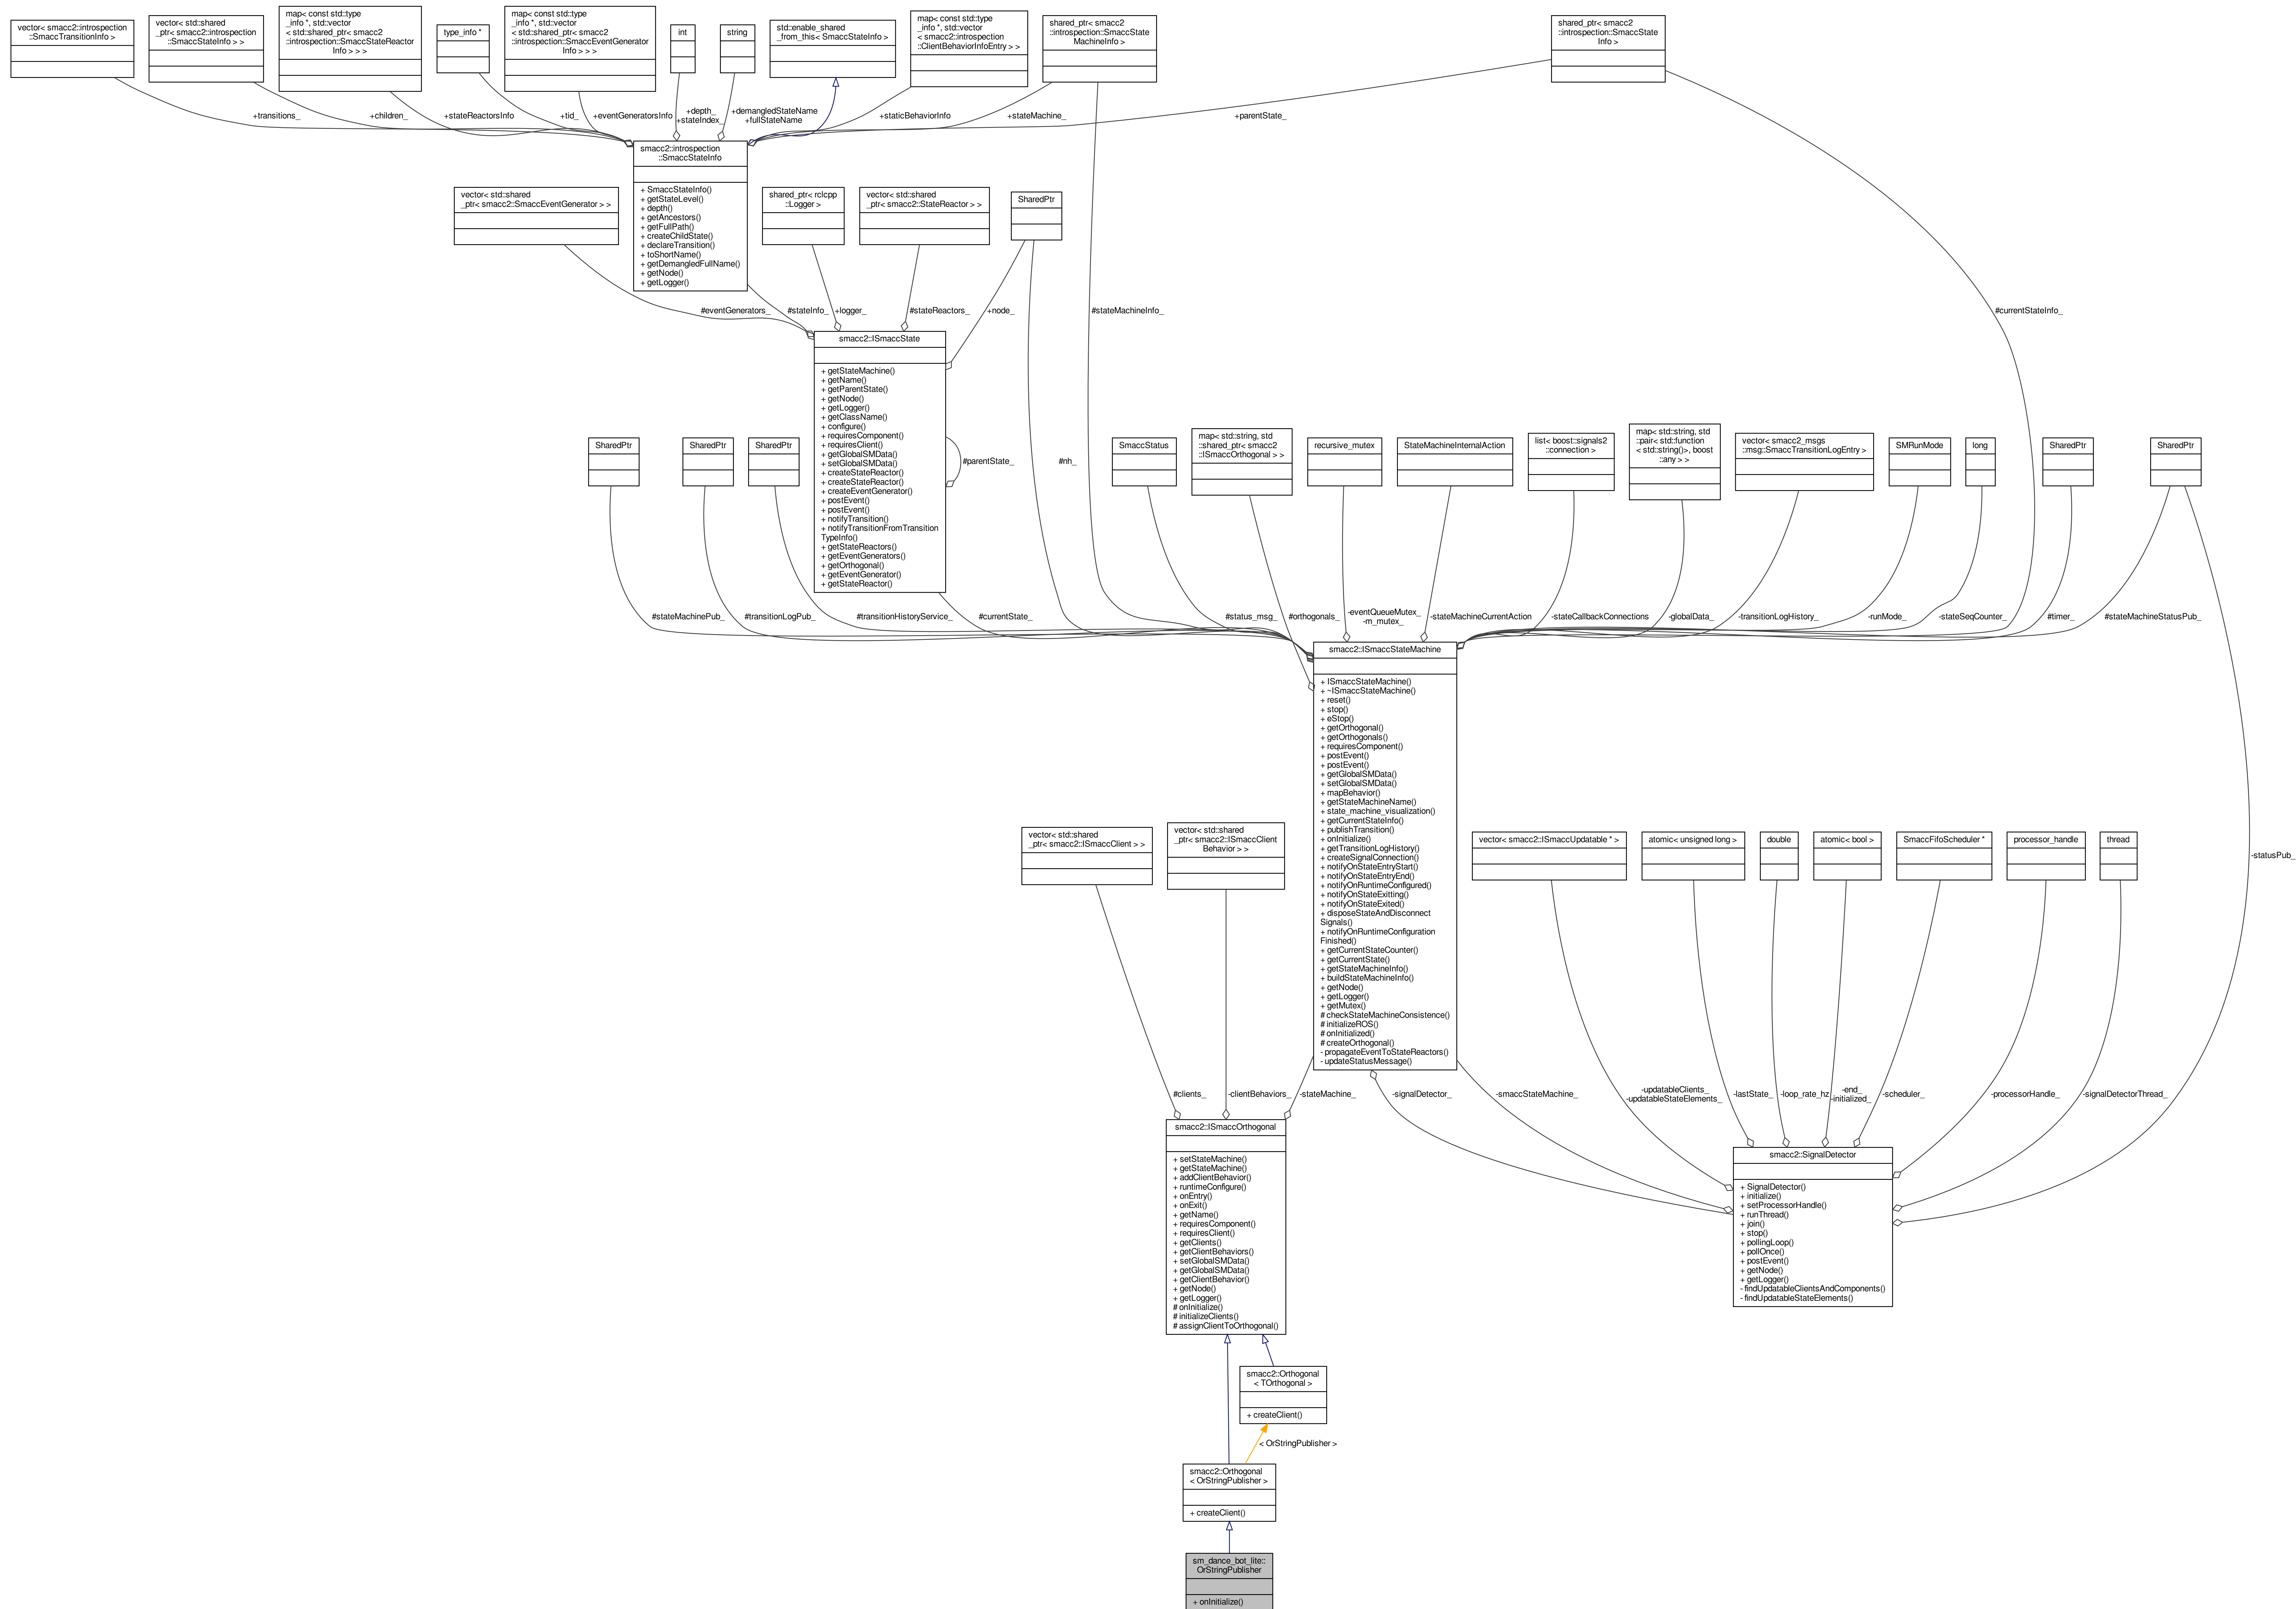 vector< smacc2::introspection
::SmaccTransitionInfo >
vector< std::shared
_ptr< smacc2::introspection
::SmaccStateInfo > >
map< const std::type
_info *, std::vector
< std::shared_ptr< smacc2
::introspection::SmaccStateReactor
Info > > >
type_info *
map< const std::type
_info *, std::vector
< std::shared_ptr< smacc2
::introspection::SmaccEventGenerator
Info > > >
int
string
std::enable_shared
_from_this< SmaccStateInfo >
map< const std::type
_info *, std::vector
< smacc2::introspection
::ClientBehaviorInfoEntry > >
shared_ptr< smacc2
::introspection::SmaccState
MachineInfo >
shared_ptr< smacc2
::introspection::SmaccState
Info >
+transitions_
+children_
+stateReactorsInfo
+tid_
+eventGeneratorsInfo
+depth_
+stateIndex_
+demangledStateName
+fullStateName
+staticBehaviorInfo
+stateMachine_
+parentState_
smacc2::introspection
::SmaccStateInfo
+ SmaccStateInfo()
+ getStateLevel()
+ depth()
+ getAncestors()
+ getFullPath()
+ createChildState()
+ declareTransition()
+ toShortName()
+ getDemangledFullName()
+ getNode()
+ getLogger()
vector< std::shared
_ptr< smacc2::SmaccEventGenerator > >
shared_ptr< rclcpp
::Logger >
vector< std::shared
_ptr< smacc2::StateReactor > >
SharedPtr
#eventGenerators_
#stateInfo_
+logger_
#stateReactors_
+node_
#stateMachineInfo_
#currentStateInfo_
smacc2::ISmaccState
+ getStateMachine()
+ getName()
+ getParentState()
+ getNode()
+ getLogger()
+ getClassName()
+ configure()
+ requiresComponent()
+ requiresClient()
+ getGlobalSMData()
+ setGlobalSMData()
+ createStateReactor()
+ createStateReactor()
+ createEventGenerator()
+ postEvent()
+ postEvent()
+ notifyTransition()
+ notifyTransitionFromTransition
TypeInfo()
+ getStateReactors()
+ getEventGenerators()
+ getOrthogonal()
+ getEventGenerator()
+ getStateReactor()
#parentState_
#nh_
SharedPtr
SharedPtr
SharedPtr
SmaccStatus
map< std::string, std
::shared_ptr< smacc2
::ISmaccOrthogonal > >
recursive_mutex
StateMachineInternalAction
list< boost::signals2
::connection >
map< std::string, std
::pair< std::function
< std::string()>, boost
::any > >
vector< smacc2_msgs
::msg::SmaccTransitionLogEntry >
SMRunMode
long
SharedPtr
SharedPtr
#stateMachinePub_
#transitionLogPub_
#transitionHistoryService_
#currentState_
#status_msg_
#orthogonals_
-eventQueueMutex_
-m_mutex_
-stateMachineCurrentAction
-stateCallbackConnections
-globalData_
-transitionLogHistory_
-runMode_
-stateSeqCounter_
#timer_
#stateMachineStatusPub_
smacc2::ISmaccStateMachine
+ ISmaccStateMachine()
+ ~ISmaccStateMachine()
+ reset()
+ stop()
+ eStop()
+ getOrthogonal()
+ getOrthogonals()
+ requiresComponent()
+ postEvent()
+ postEvent()
+ getGlobalSMData()
+ setGlobalSMData()
+ mapBehavior()
+ getStateMachineName()
+ state_machine_visualization()
+ getCurrentStateInfo()
+ publishTransition()
+ onInitialize()
+ getTransitionLogHistory()
+ createSignalConnection()
+ notifyOnStateEntryStart()
+ notifyOnStateEntryEnd()
+ notifyOnRuntimeConfigured()
+ notifyOnStateExitting()
+ notifyOnStateExited()
+ disposeStateAndDisconnect
Signals()
+ notifyOnRuntimeConfiguration
Finished()
+ getCurrentStateCounter()
+ getCurrentState()
+ getStateMachineInfo()
+ buildStateMachineInfo()
+ getNode()
+ getLogger()
+ getMutex()
# checkStateMachineConsistence()
# initializeROS()
# onInitialized()
# createOrthogonal()
- propagateEventToStateReactors()
- updateStatusMessage()
vector< std::shared
_ptr< smacc2::ISmaccClient > >
vector< std::shared
_ptr< smacc2::ISmaccClient
Behavior > >
vector< smacc2::ISmaccUpdatable * >
atomic< unsigned long >
double
atomic< bool >
SmaccFifoScheduler *
processor_handle
thread
-statusPub_
#clients_
-clientBehaviors_
-stateMachine_
-signalDetector_
-smaccStateMachine_
-updatableClients_
-updatableStateElements_
-lastState_
-loop_rate_hz
-end_
-initialized_
-scheduler_
-processorHandle_
-signalDetectorThread_
smacc2::ISmaccOrthogonal
+ setStateMachine()
+ getStateMachine()
+ addClientBehavior()
+ runtimeConfigure()
+ onEntry()
+ onExit()
+ getName()
+ requiresComponent()
+ requiresClient()
+ getClients()
+ getClientBehaviors()
+ setGlobalSMData()
+ getGlobalSMData()
+ getClientBehavior()
+ getNode()
+ getLogger()
# onInitialize()
# initializeClients()
# assignClientToOrthogonal()
smacc2::SignalDetector
+ SignalDetector()
+ initialize()
+ setProcessorHandle()
+ runThread()
+ join()
+ stop()
+ pollingLoop()
+ pollOnce()
+ postEvent()
+ getNode()
+ getLogger()
- findUpdatableClientsAndComponents()
- findUpdatableStateElements()
smacc2::Orthogonal
< TOrthogonal >
+ createClient()
< OrStringPublisher >
smacc2::Orthogonal
< OrStringPublisher >
+ createClient()
sm_dance_bot_lite::
OrStringPublisher
+ onInitialize()